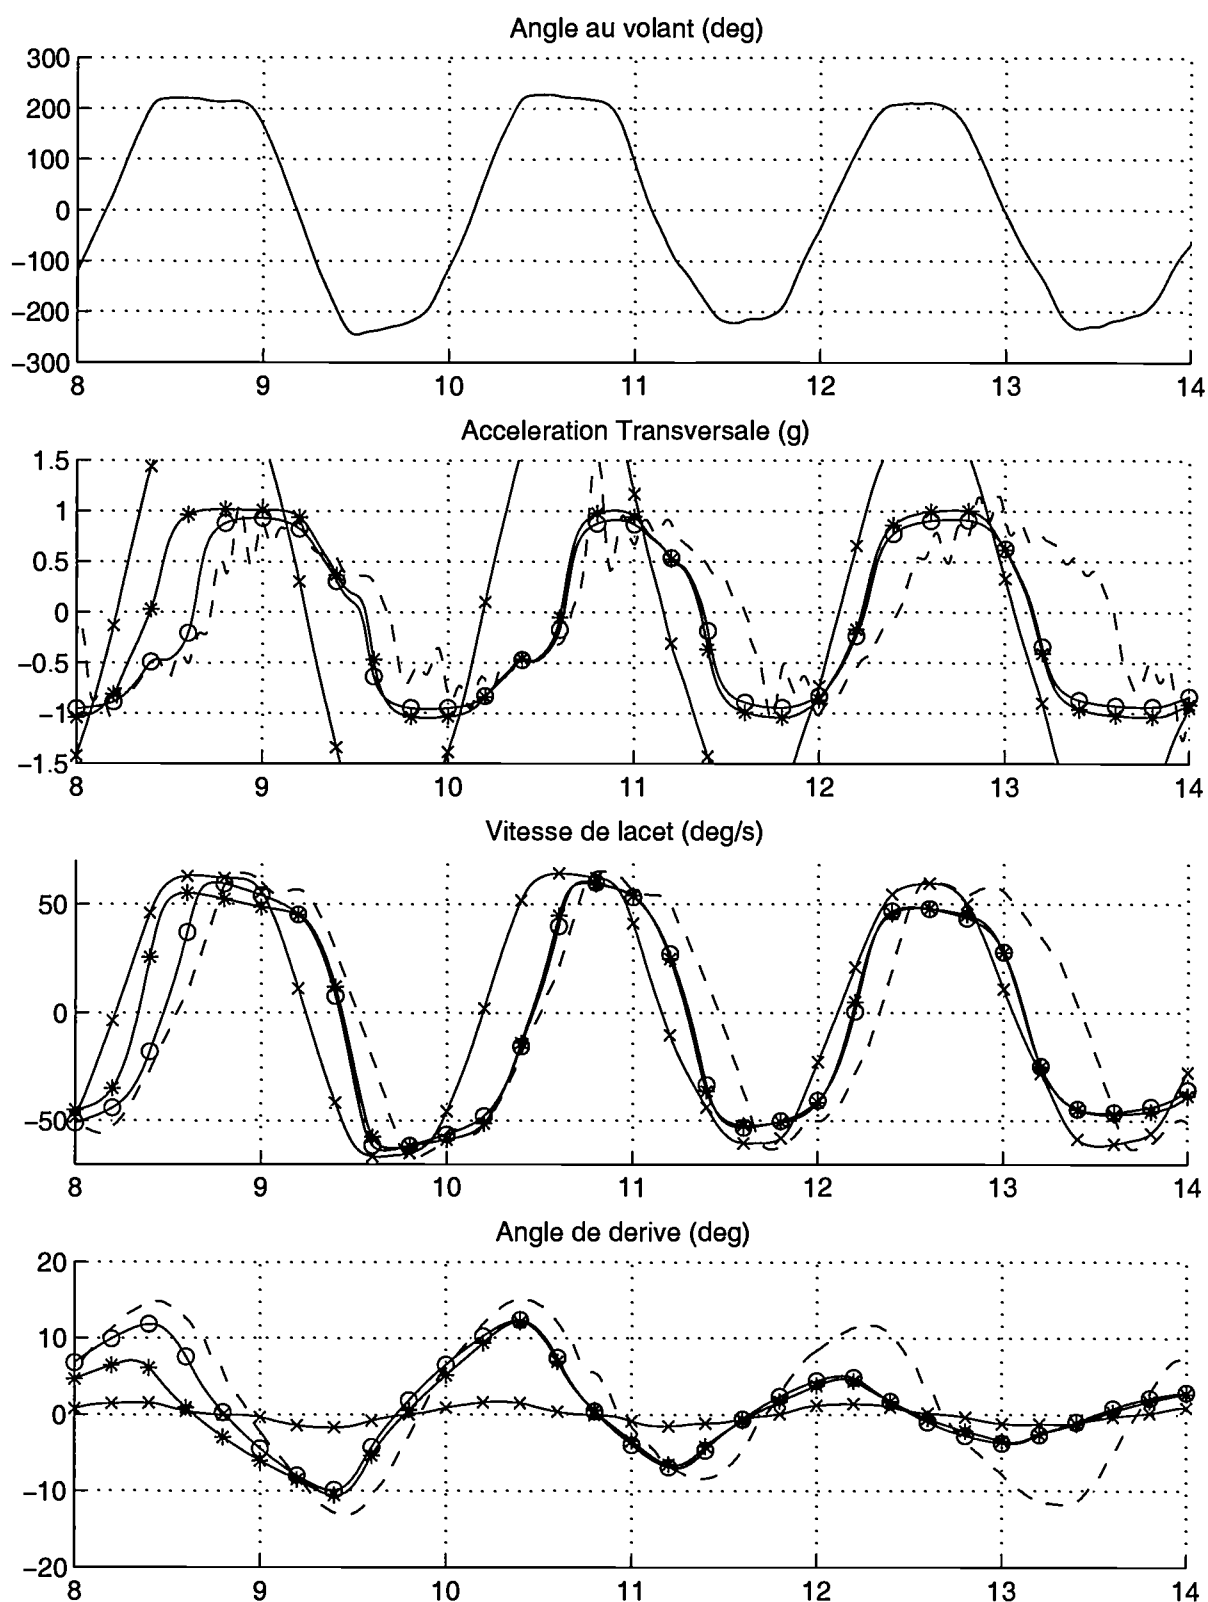 Angle au volant (deg)
300
200
100
0
−100
−200
−300
8 9 10 11 12 13 14
Acceleration Transversale (g)
1.5
1
0.5
0
−0.5
−1
−1.5
8 9 10 11 12 13 14
Vitesse de lacet (deg/s)
50
0
−50
8 9 10 11 12 13 14
Angle de derive (deg)
20
10
0
−10
−20
8 9 10 11 12 13 14